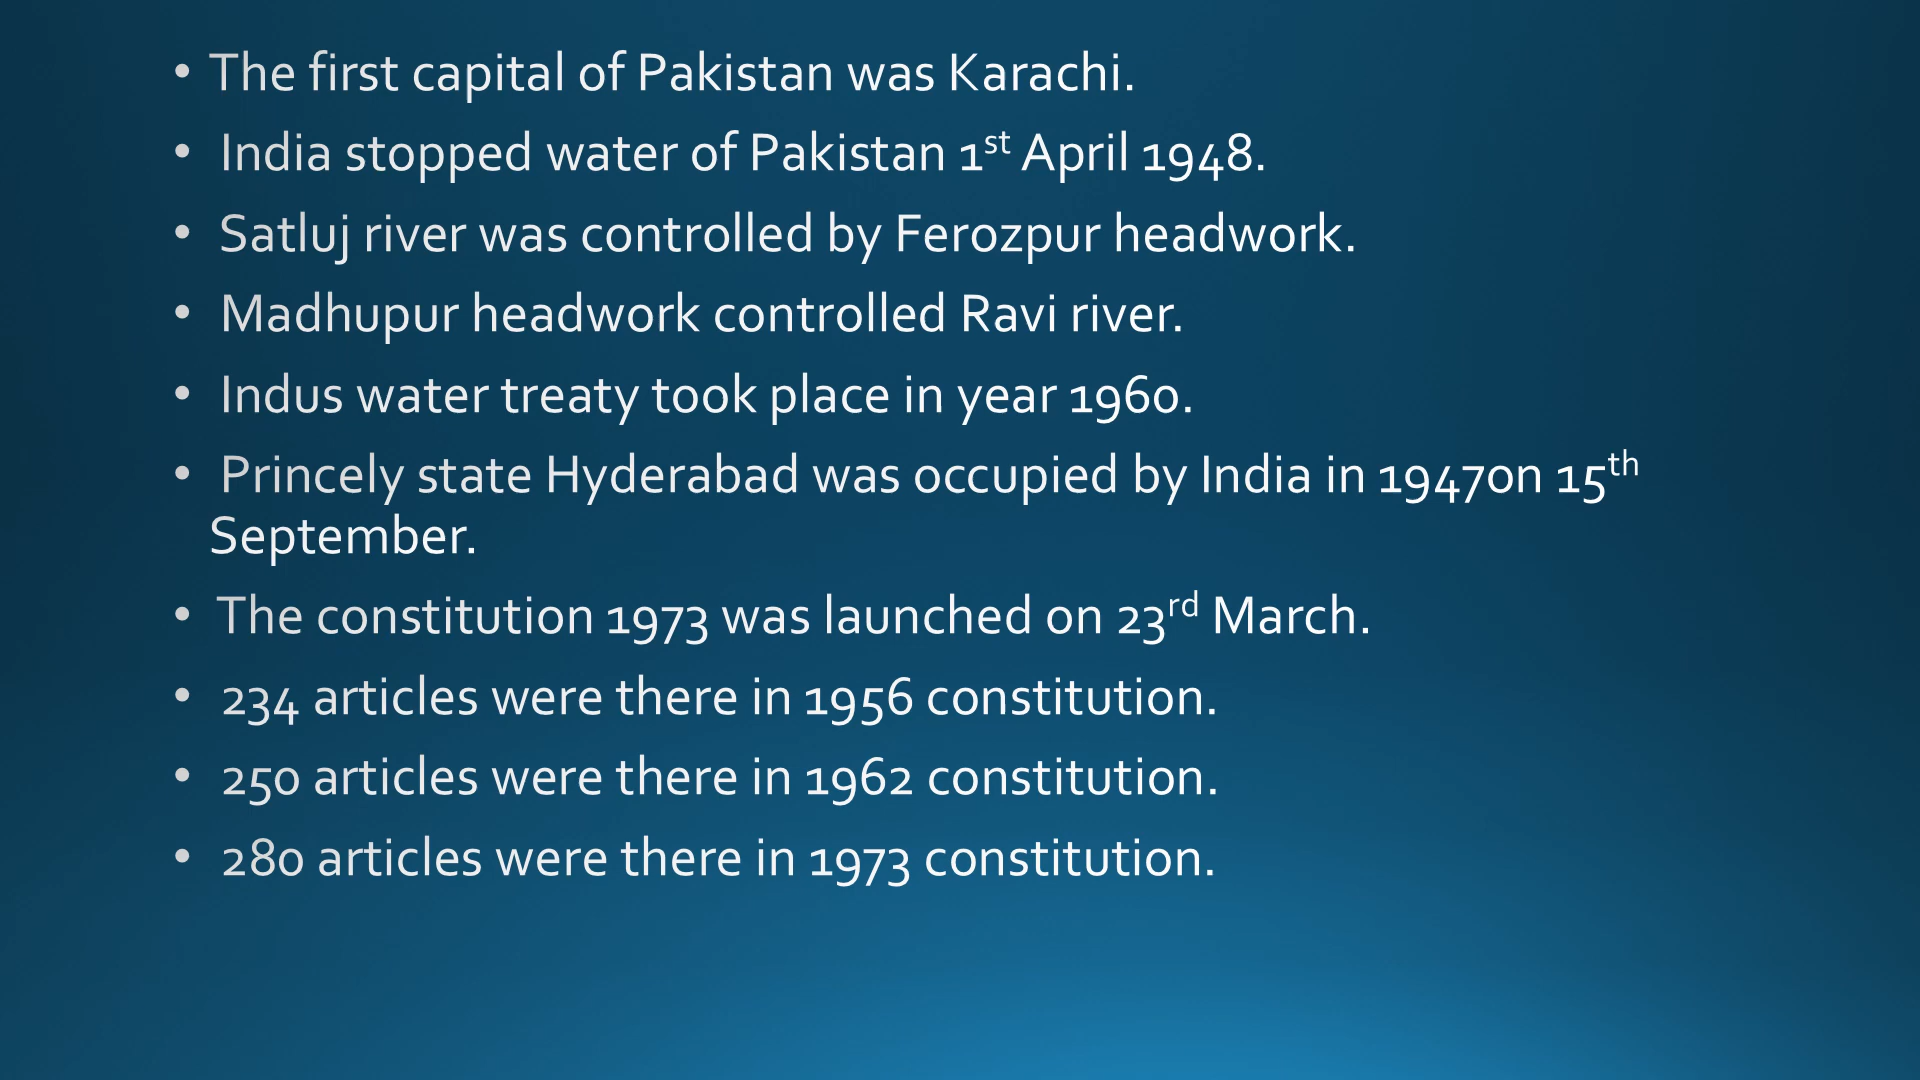 • The first capital of Pakistan was Karachi.
• India stopped water of Pakistan 1st April 1948.
• Satluj river was controlled by Ferozpur headwork.
• Madhupur headwork controlled Ravi river.
• Indus water treaty took place in year 1960.
• Princely state Hyderabad was occupied by India in 1947on 15th
September.
• The constitution 1973 was launched on 23rd March.
• 234 articles were there in 1956 constitution.
• 250 articles were there in 1962 constitution.
• 280 articles were there in 1973 constitution.